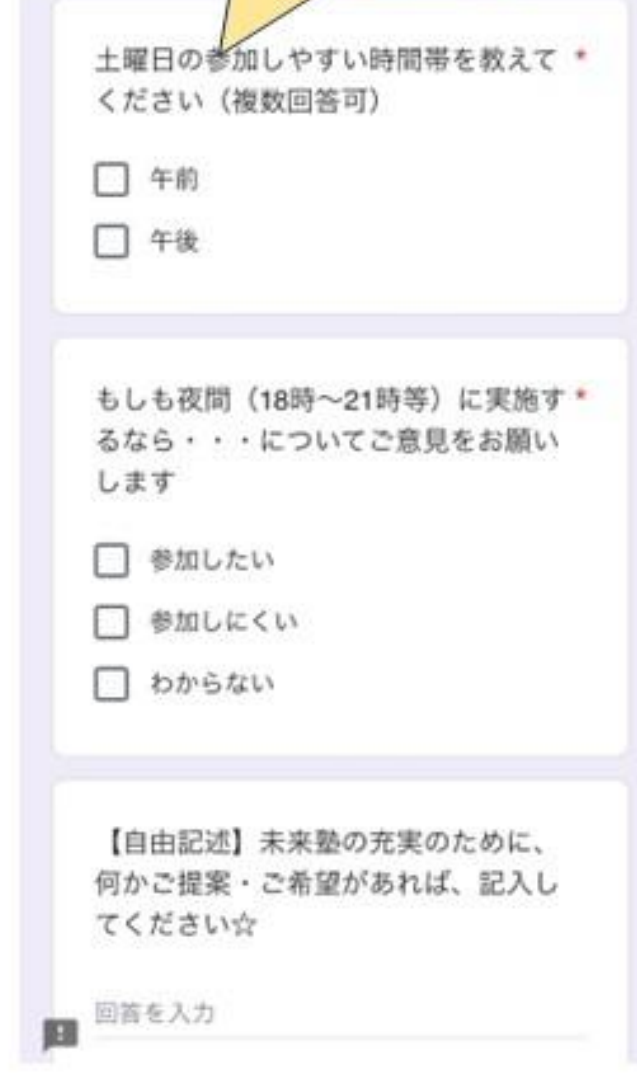 土曜日の参加しやすい時間帯を教えて *
ください（複数回答可）
午前
午後
もしも夜間（18時～21時等）に実施す *
るなら・・・についてご意見をお願い
します
参加したい
参加しにくい
わからない
【自由記述】未来塾の充実のために、
何かご提案・ご希望があれば、記入し
てください☆
回答を入力
!